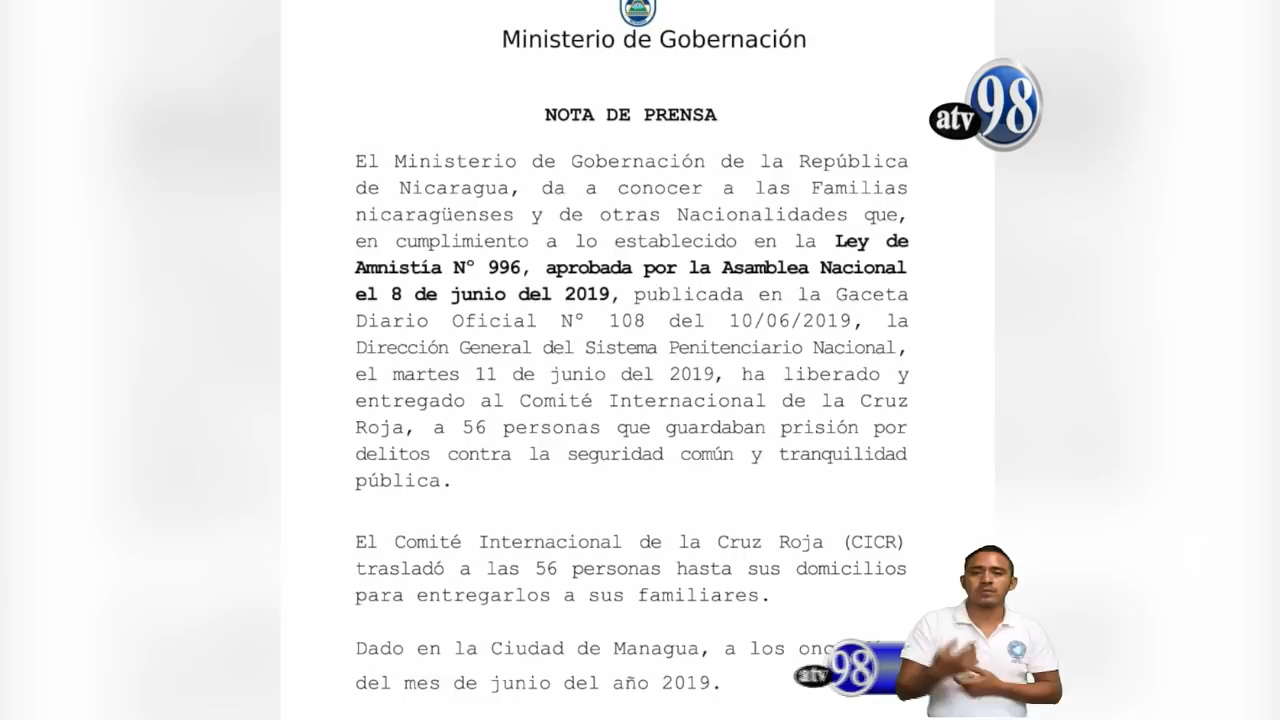 Ministerio de Gobernación
NOTA DE PRENSA
atv 98
El Ministerio de Gobernación de la República
de Nicaragua, da a conocer a las Familias
nicaragüenses y de otras Nacionalidades que,
en cumplimiento a lo establecido en la Ley de
Amnistía Nº 996, aprobada por la Asamblea Nacional
el 8 de junio del 2019, publicada en la Gaceta
Diario Oficial Nº 108 del 10/06/2019, la
Dirección General del Sistema Penitenciario Nacional,
el martes 11 de junio del 2019, ha liberado y
entregado al Comité Internacional de la Cruz
Roja, a 56 personas que guardaban prisión por
delitos contra la seguridad común y tranquilidad
pública.
El Comité Internacional de la Cruz Roja (CICR)
trasladó a las 56 personas hasta sus domicilios
para entregarlos a sus familiares.
Dado en la Ciudad de Managua, a los
del mes de junio del año 2019.
atv 98